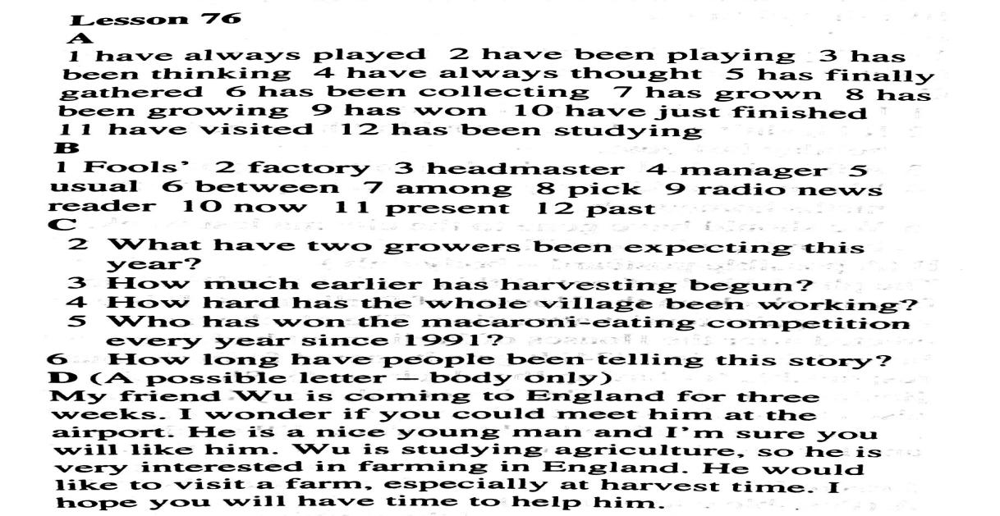 Lesson 76
A
1 have always played 2 have been playing 3 has
been thinking 4 have always thought 5 has finally
gathered 6 has been collecting 7 has grown 8 has
been growing 9 has won 10 have just finished
11 have visited 12 has been studying
B
1 Fools' 2 factory 3 headmaster 4 manager 5
usual 6 between 7 among 8 pick 9 radio news
reader 10 now 11 present 12 past
C
2 What have two growers been expecting this
year?
3 How much earlier has harvesting begun?
4 How hard has the whole village been working?
5 Who has won the macaroni-eating competition
every year since 1991?
6 How long have people been telling this story?
D (A possible letter – body only)
My friend Wu is coming to England for three
weeks. I wonder if you could meet him at the
airport. He is a nice young man and I'm sure you
will like him. Wu is studying agriculture, so he is
very interested in farming in England. He would
like to visit a farm, especially at harvest time. I
hope you will have time to help him.